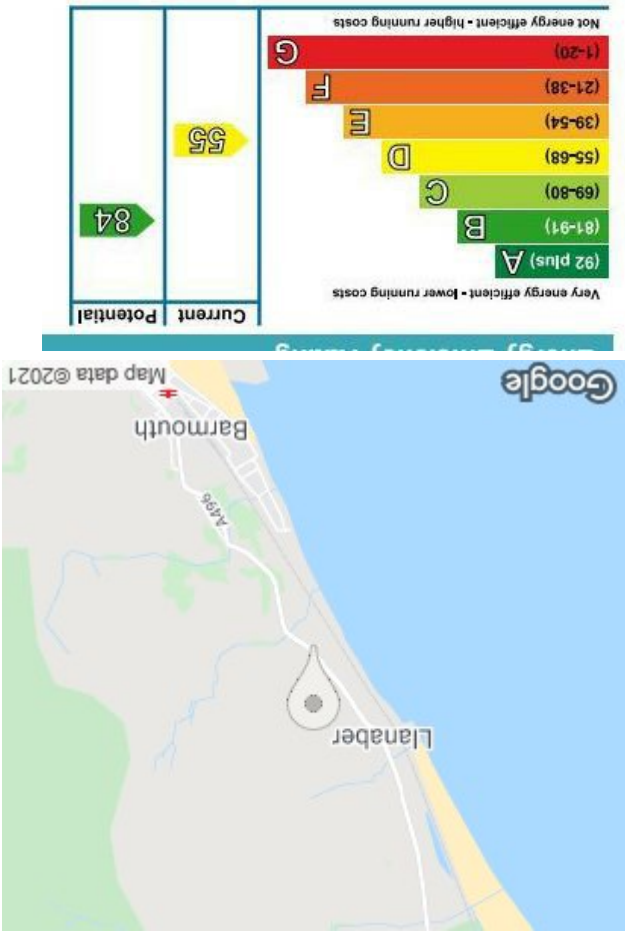 Llanaber
A496
Barmouth
Google
Map data ©2021
Current
Potential
Very energy efficient - lower running costs
(92 plus) A
(81-91) B
84
(69-80) C
(55-68) D
55
(39-54) E
(21-38) F
(1-20) G
Not energy efficient - higher running costs